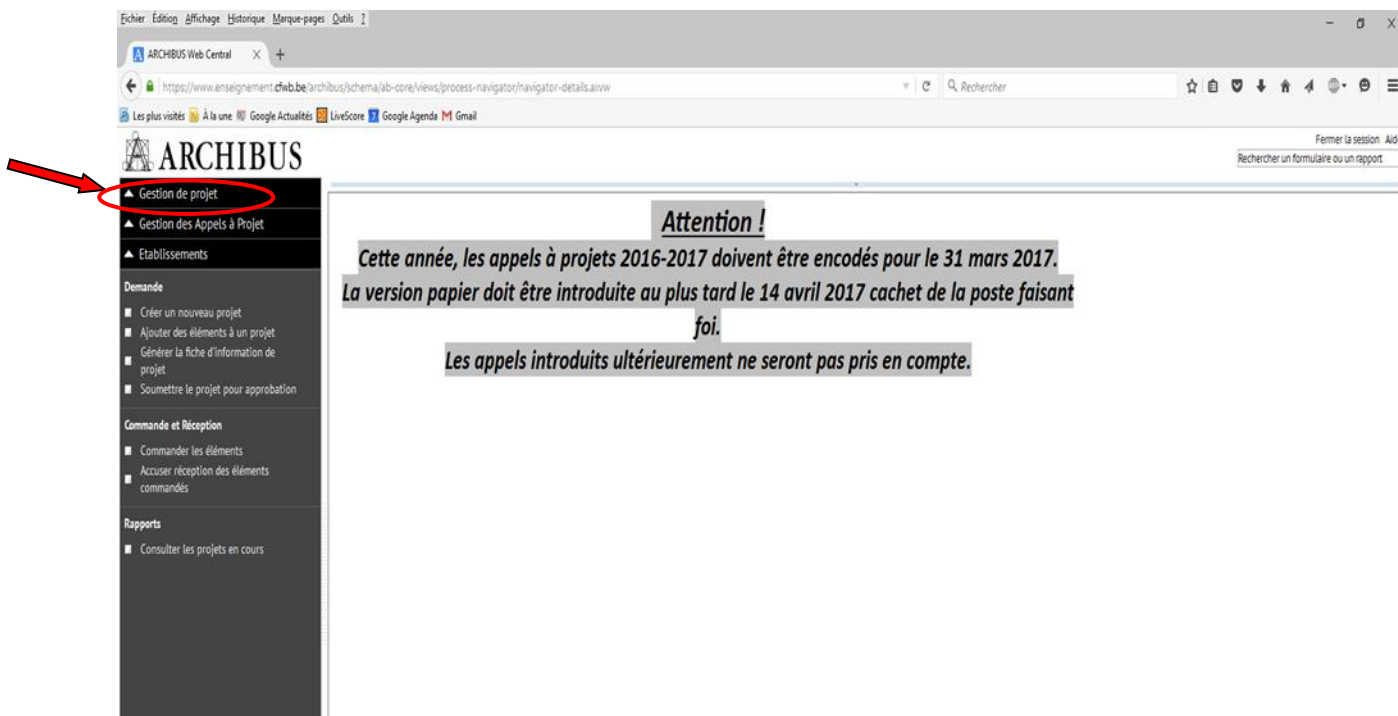 Fichier Édition Affichage Historique Marque-pages Outils ?
ARCHIBUS Web Central
https://www.enseignement.cfwb.be/archibus/schema/ab-core/views/process-navigator/navigator-details.axvw
Rechercher
Les plus visités À la une Google Actualités LiveScore Google Agenda Gmail
ARCHIBUS
Fermer la session Aid
Rechercher un formulaire ou un rapport
Gestion de projet
Gestion des Appels à Projet
Etablissements
Demande
Créer un nouveau projet
Ajouter des éléments à un projet
Générer la fiche d'information de
projet
Soumettre le projet pour approbation
Commande et Réception
Commander les éléments
Accuser réception des éléments
commandés
Rapports
Consulter les projets en cours
Attention !
Cette année, les appels à projets 2016-2017 doivent être encodés pour le 31 mars 2017.
La version papier doit être introduite au plus tard le 14 avril 2017 cachet de la poste faisant
foi.
Les appels introduits ultérieurement ne seront pas pris en compte.